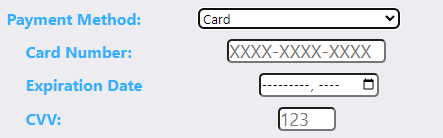 Payment Method: Card
Card Number: XXXX-XXXX-XXXX
Expiration Date ---------, ----
CVV: 123